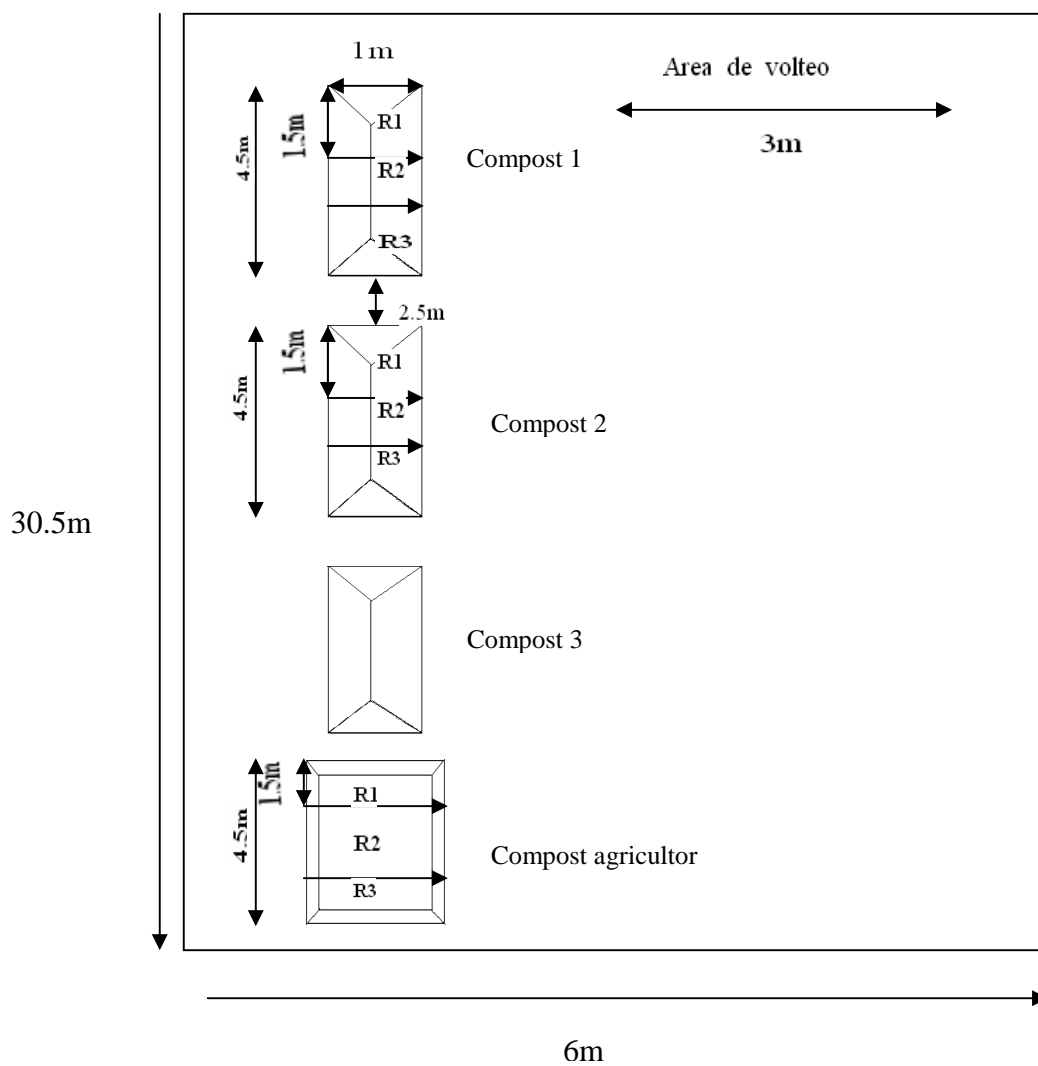 1m
Area de volteo
3m
4.5m
1.5m
R1
R2
R3
Compost 1
2.5m
4.5m
1.5m
R1
R2
R3
Compost 2
30.5m
Compost 3
4.5m
1.5m
R1
R2
R3
Compost agricultor
6m